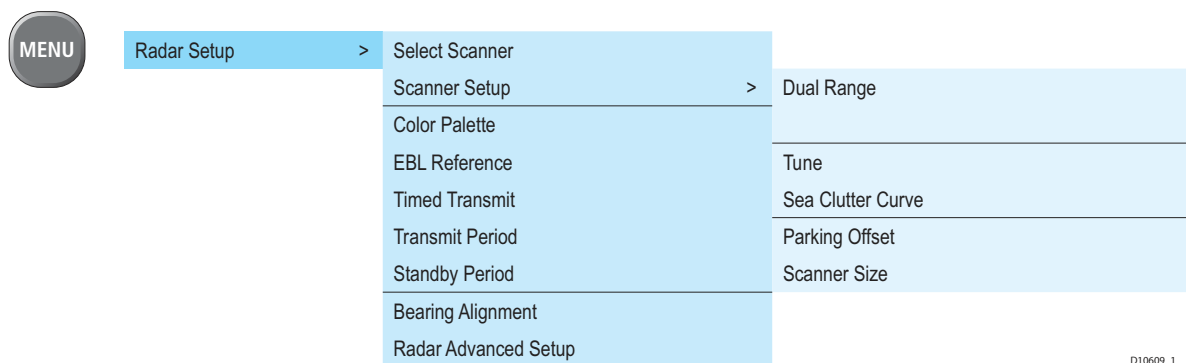 MENU
Radar Setup >
Select Scanner
Scanner Setup >
Color Palette
EBL Reference
Timed Transmit
Transmit Period
Standby Period
Bearing Alignment
Radar Advanced Setup
Dual Range
Tune
Sea Clutter Curve
Parking Offset
Scanner Size
D10609_1